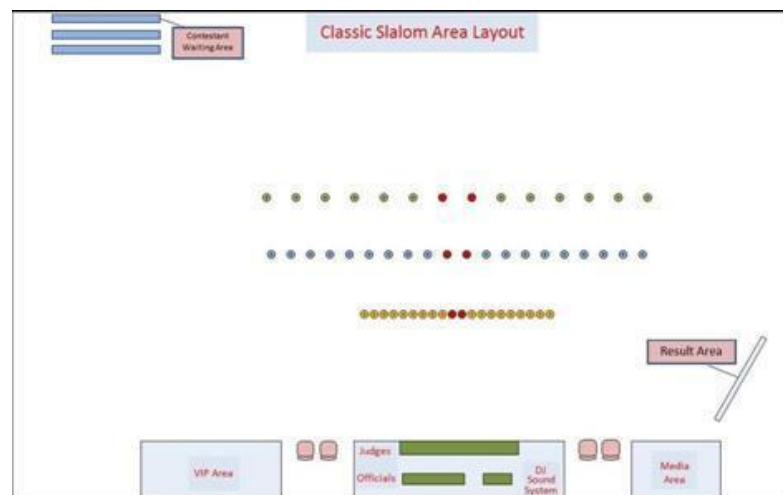 Contestant
Waiting Area
Classic Slalom Area Layout
Result Area
VIP Area
Judges
Officials
DJ
Sound
System
Media
Area